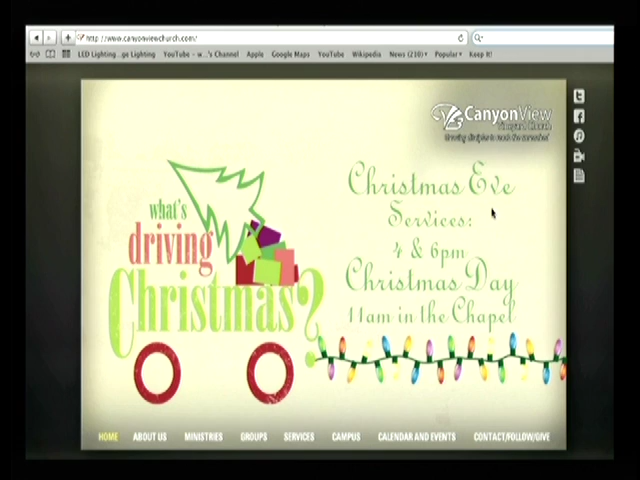 http://www.canyonviewchurch.com/
LED Lighting...ge Lighting YouTube - w...'s Channel Apple Google Maps YouTube Wikipedia News (210) Popular Keep It!
CanyonView
Church
what's
driving
Christmas?
Christmas Eve
Services:
4 & 6pm
Christmas Day
11am in the Chapel
HOME ABOUT US MINISTRIES GROUPS SERVICES CAMPUS CALENDAR AND EVENTS CONTACT/FOLLOW/GIVE